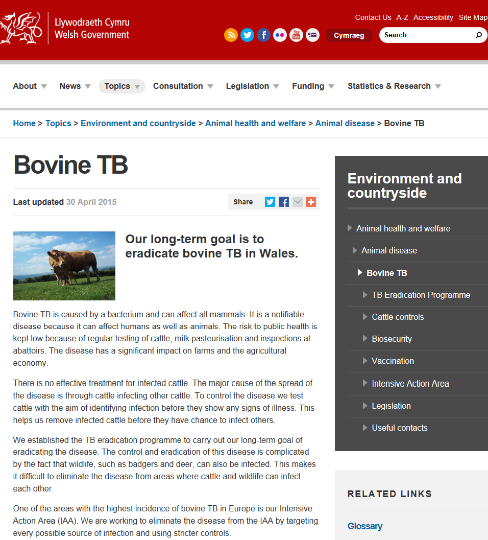 Llywodraeth Cymru
Welsh Government
Contact Us A-Z Accessibility Site Map
Cymraeg
Search
About
News
Topics
Consultation
Legislation
Funding
Statistics & Research
Home > Topics > Environment and countryside > Animal health and welfare > Animal disease > Bovine TB
Bovine TB
Last updated 30 April 2015
Share
Our long-term goal is to
eradicate bovine TB in Wales.
Bovine TB is caused by a bacterium and can affect all mammals. It is a notifiable
disease because it can affect humans as well as animals. The risk to public health is
kept low because of regular testing of cattle, milk pasteurisation and inspections at
abattoirs. The disease has a significant impact on farms and the agricultural
economy.
There is no effective treatment for infected cattle. The major cause of the spread of
the disease is through cattle infecting other cattle. To control the disease we test
cattle with the aim of identifying infection before they show any signs of illness. This
helps us remove infected cattle before they have chance to infect others.
We established the TB eradication programme to carry out our long-term goal of
eradicating the disease. The control and eradication of this disease is complicated
by the fact that wildlife, such as badgers and deer, can also be infected. This makes
it difficult to eliminate the disease from areas where cattle and wildlife can infect
each other.
One of the areas with the highest incidence of bovine TB in Europe is our Intensive
Action Area (IAA). We are working to eliminate the disease from the IAA by targeting
every possible source of infection and using stricter controls.
Environment and
countryside
Animal health and welfare
Animal disease
Bovine TB
TB Eradication Programme
Cattle controls
Biosecurity
Vaccination
Intensive Action Area
Legislation
Useful contacts
RELATED LINKS
Glossary